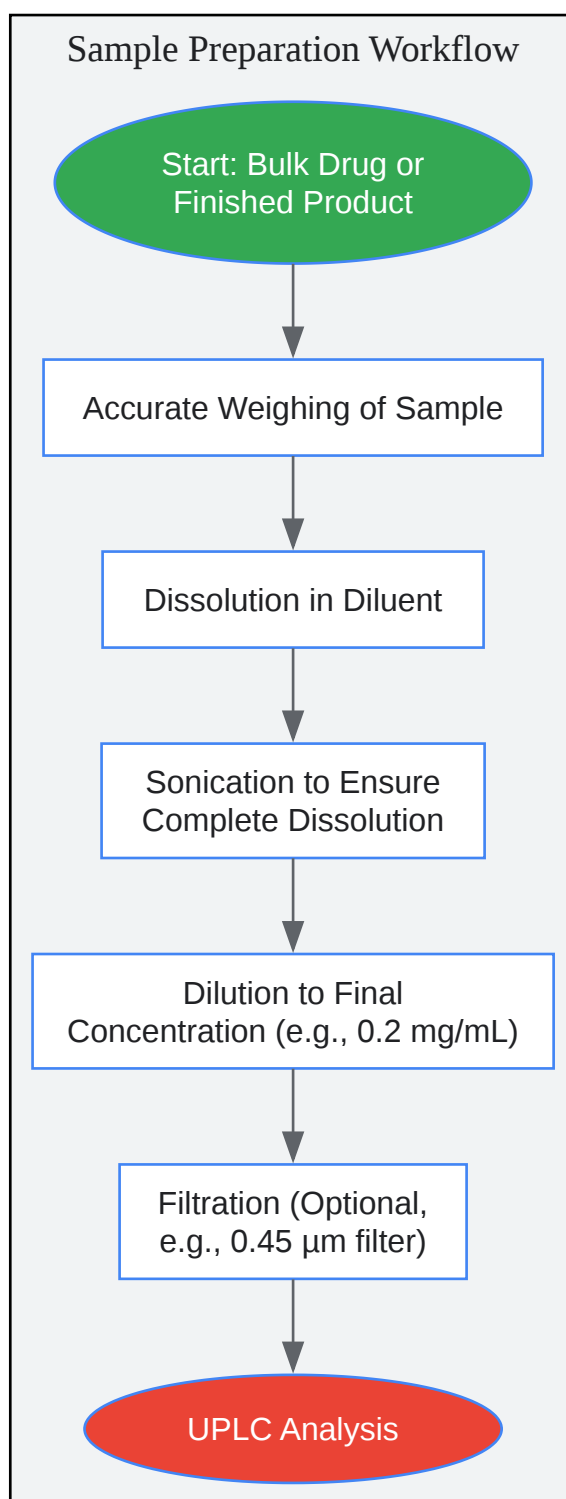 Sample Preparation Workflow
Start: Bulk Drug or
Finished Product
Accurate Weighing of Sample
Dissolution in Diluent
Sonication to Ensure
Complete Dissolution
Dilution to Final
Concentration (e.g., 0.2 mg/mL)
Filtration (Optional,
e.g., 0.45 µm filter)
UPLC Analysis